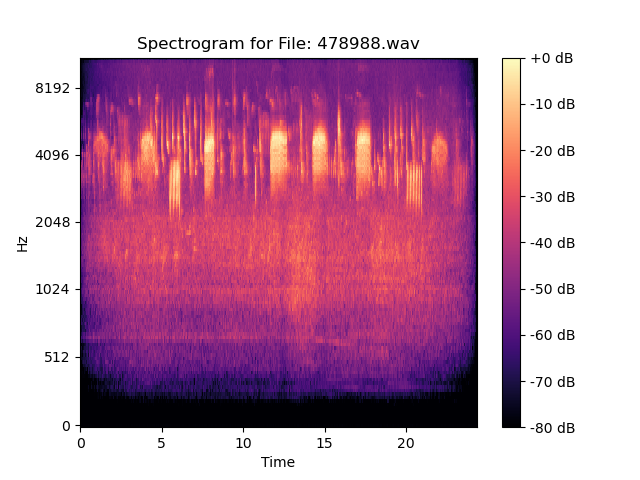 Spectrogram for File: 478988.wav
8192
4096
2048
1024
512
0
Hz
0
5
10
15
20
Time
+0 dB
-10 dB
-20 dB
-30 dB
-40 dB
-50 dB
-60 dB
-70 dB
-80 dB